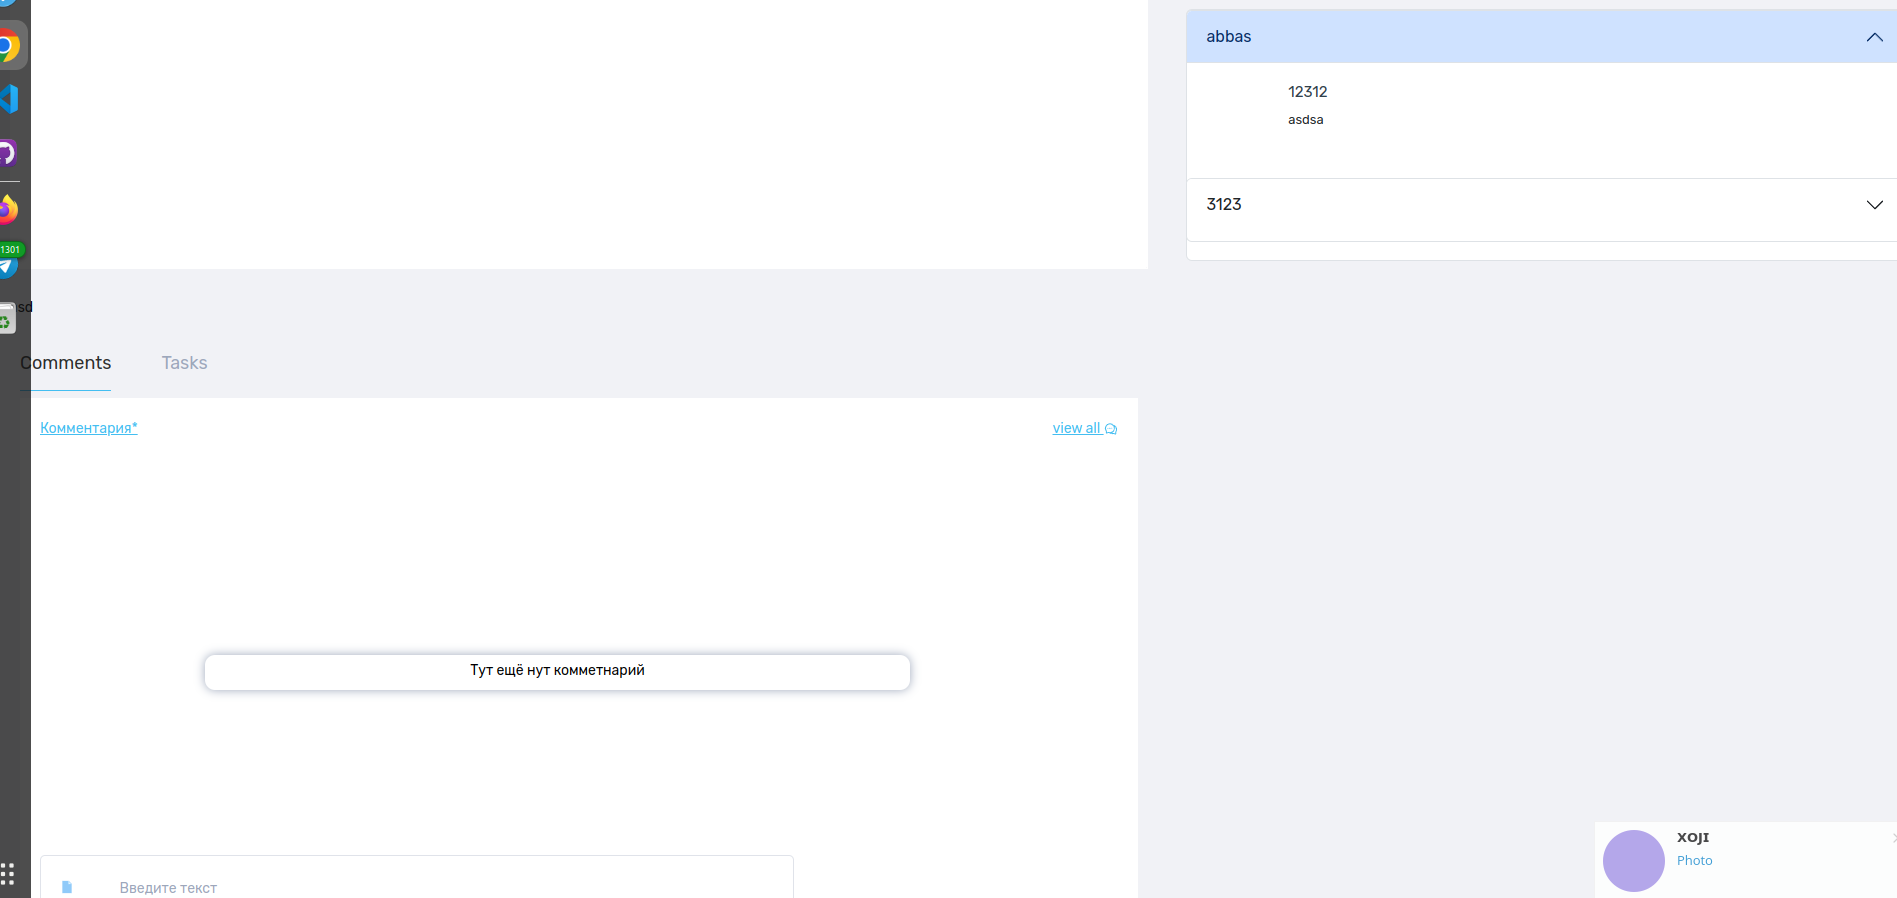 abbas
12312
asdsa
3123
1301
sd
Comments Tasks
Комментария* view all
Тут ещё нут комметнарий
Введите текст
XOJI
Photo